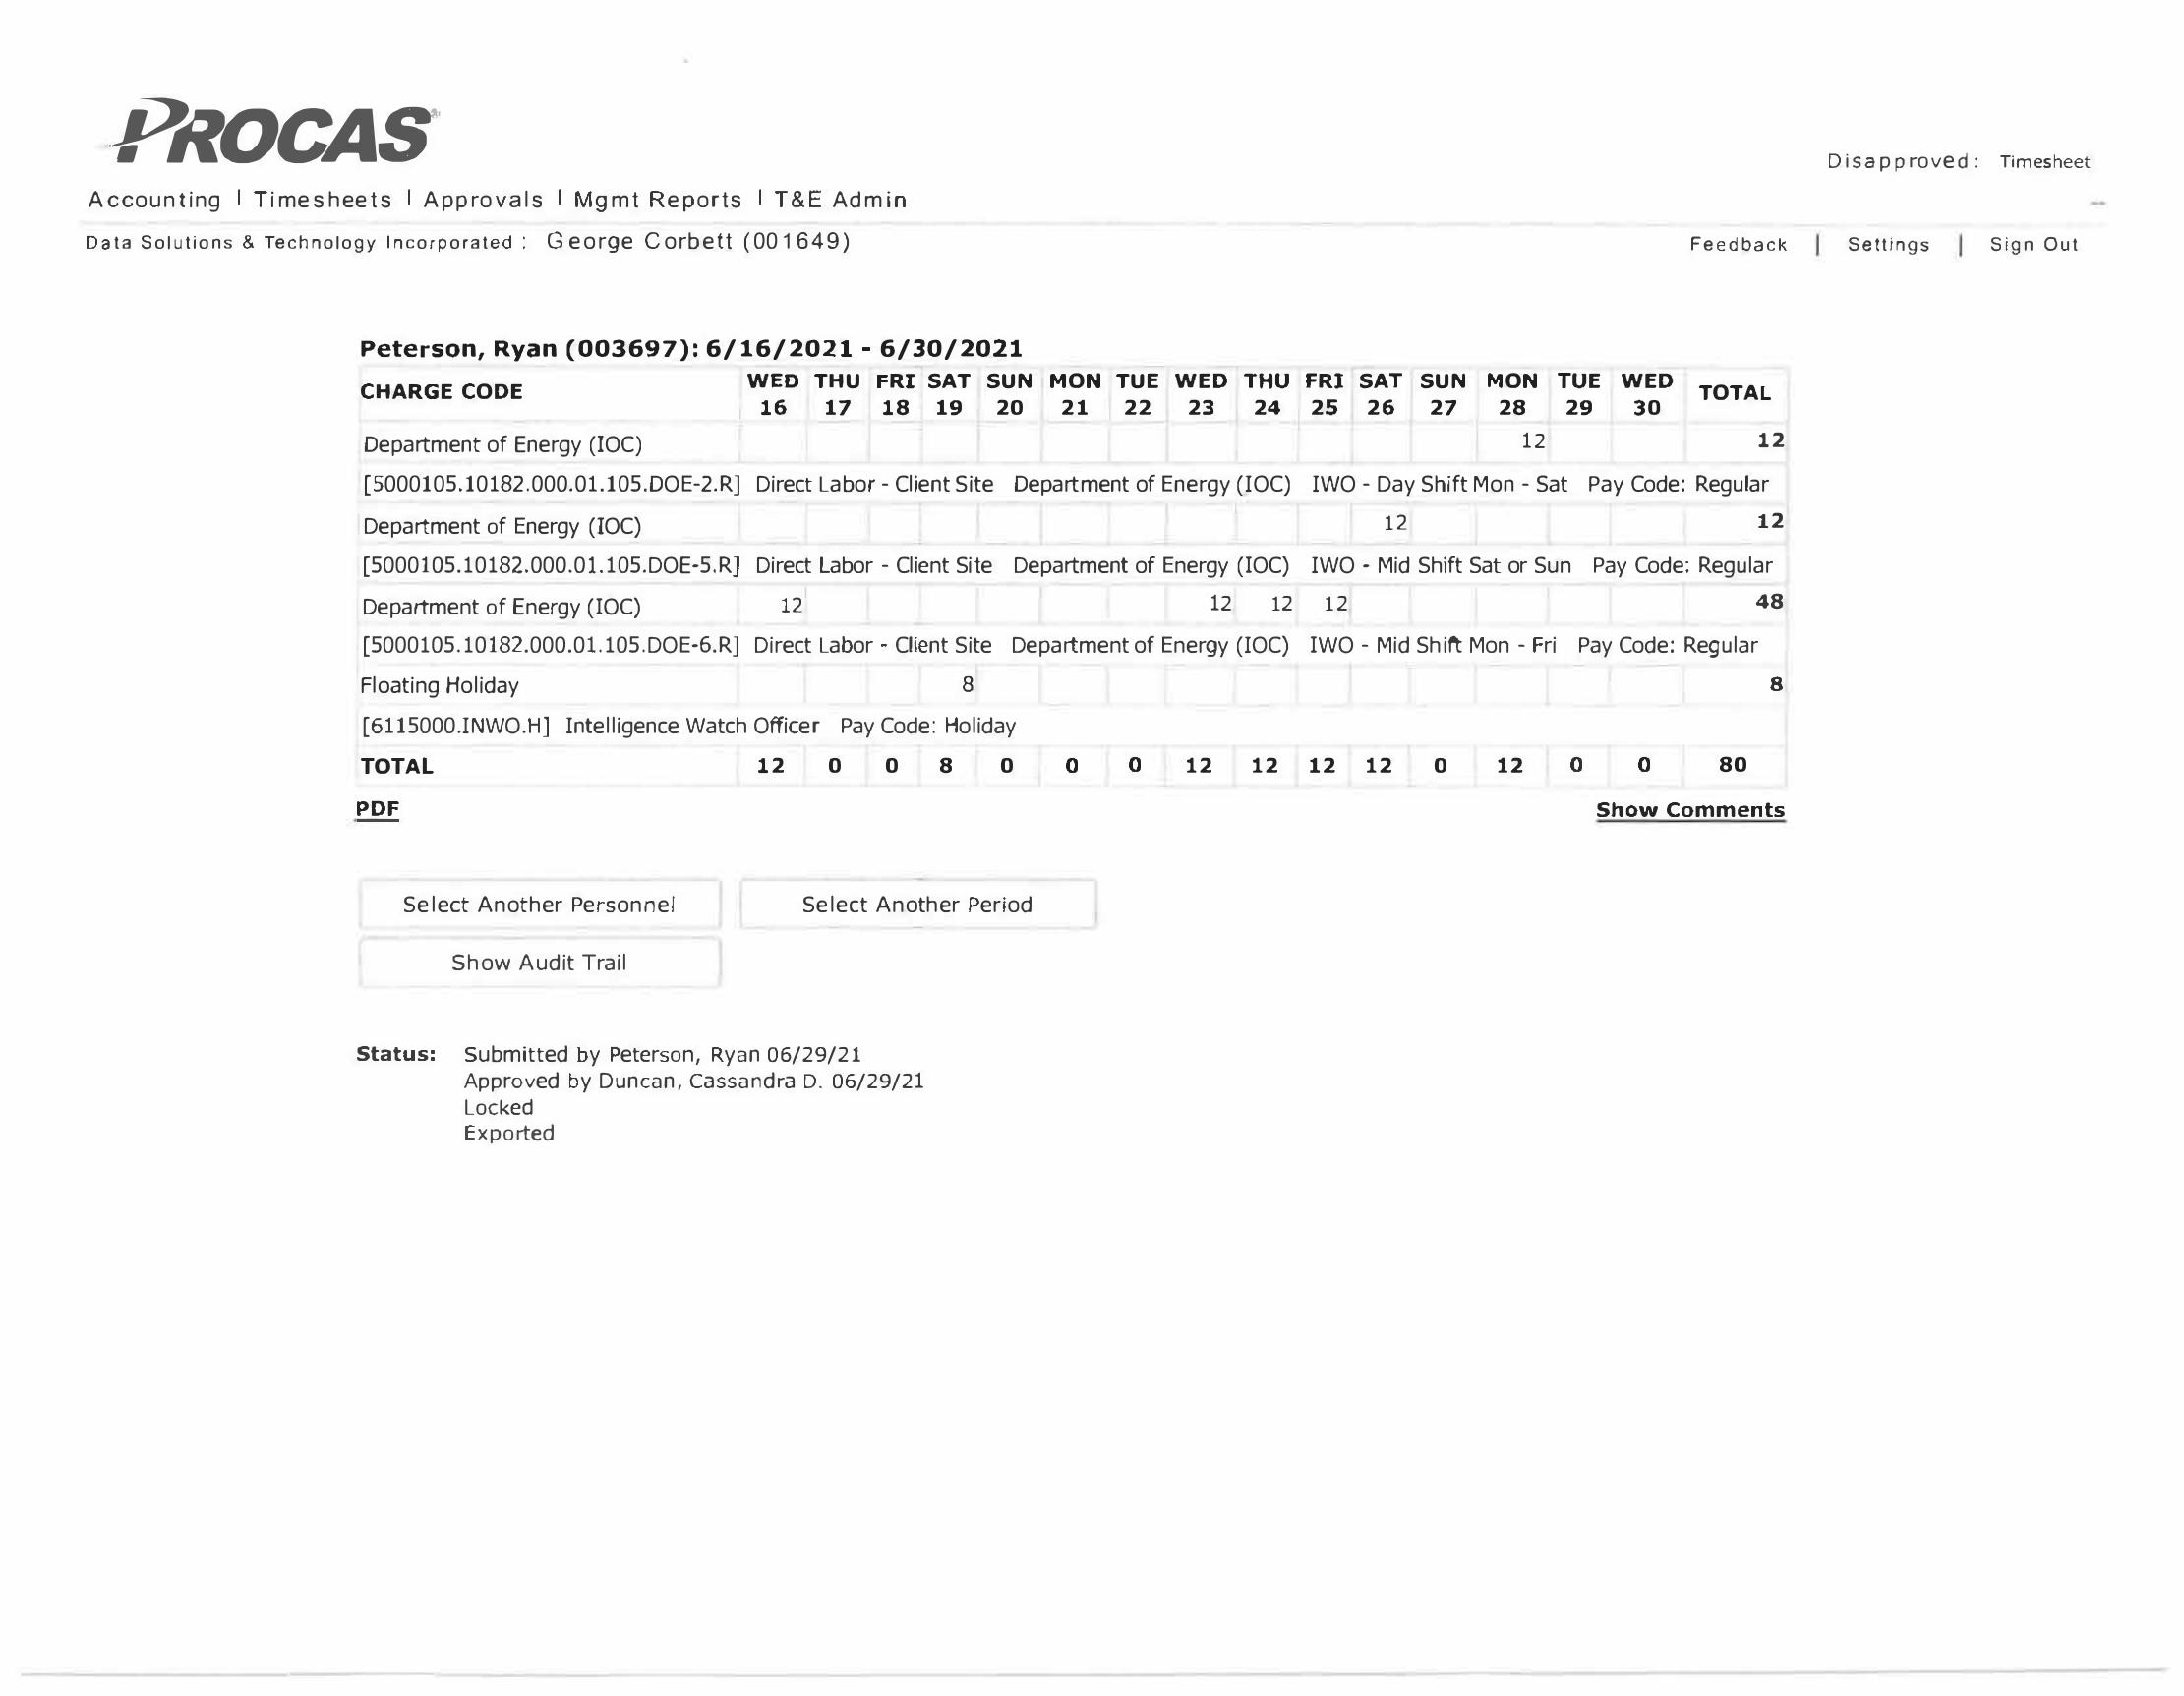 PROCAS
Disapproved: Timesheet
Accounting | Timesheets | Approvals | Mgmt Reports | T&E Admin
Data Solutions & Technology Incorporated : George Corbett (001649)
Feedback | Settings | Sign Out
Peterson, Ryan (003697): 6/16/2021 - 6/30/2021
CHARGE CODE WED 16 THU 17 FRI 18 SAT 19 SUN 20 MON 21 TUE 22 WED 23 THU 24 FRI 25 SAT 26 SUN 27 MON 28 TUE 29 WED 30 TOTAL
Department of Energy (IOC) 12 12
[5000105.10182.000.01.105.DOE-2.R] Direct Labor - Client Site Department of Energy (IOC) IWO - Day Shift Mon - Sat Pay Code: Regular
Department of Energy (IOC) 12 12
[5000105.10182.000.01.105.DOE-5.R] Direct Labor - Client Site Department of Energy (IOC) IWO - Mid Shift Sat or Sun Pay Code: Regular
Department of Energy (IOC) 12 12 12 12 48
[5000105.10182.000.01.105.DOE-6.R] Direct Labor - Client Site Department of Energy (IOC) IWO - Mid Shift Mon - Fri Pay Code: Regular
Floating Holiday 8 8
[6115000.INWO.H] Intelligence Watch Officer Pay Code: Holiday
TOTAL 12 0 0 8 0 0 0 12 12 12 12 0 12 0 0 80
PDF
Show Comments
Select Another Personnel
Select Another Period
Show Audit Trail
Status: Submitted by Peterson, Ryan 06/29/21
Approved by Duncan, Cassandra D. 06/29/21
Locked
Exported